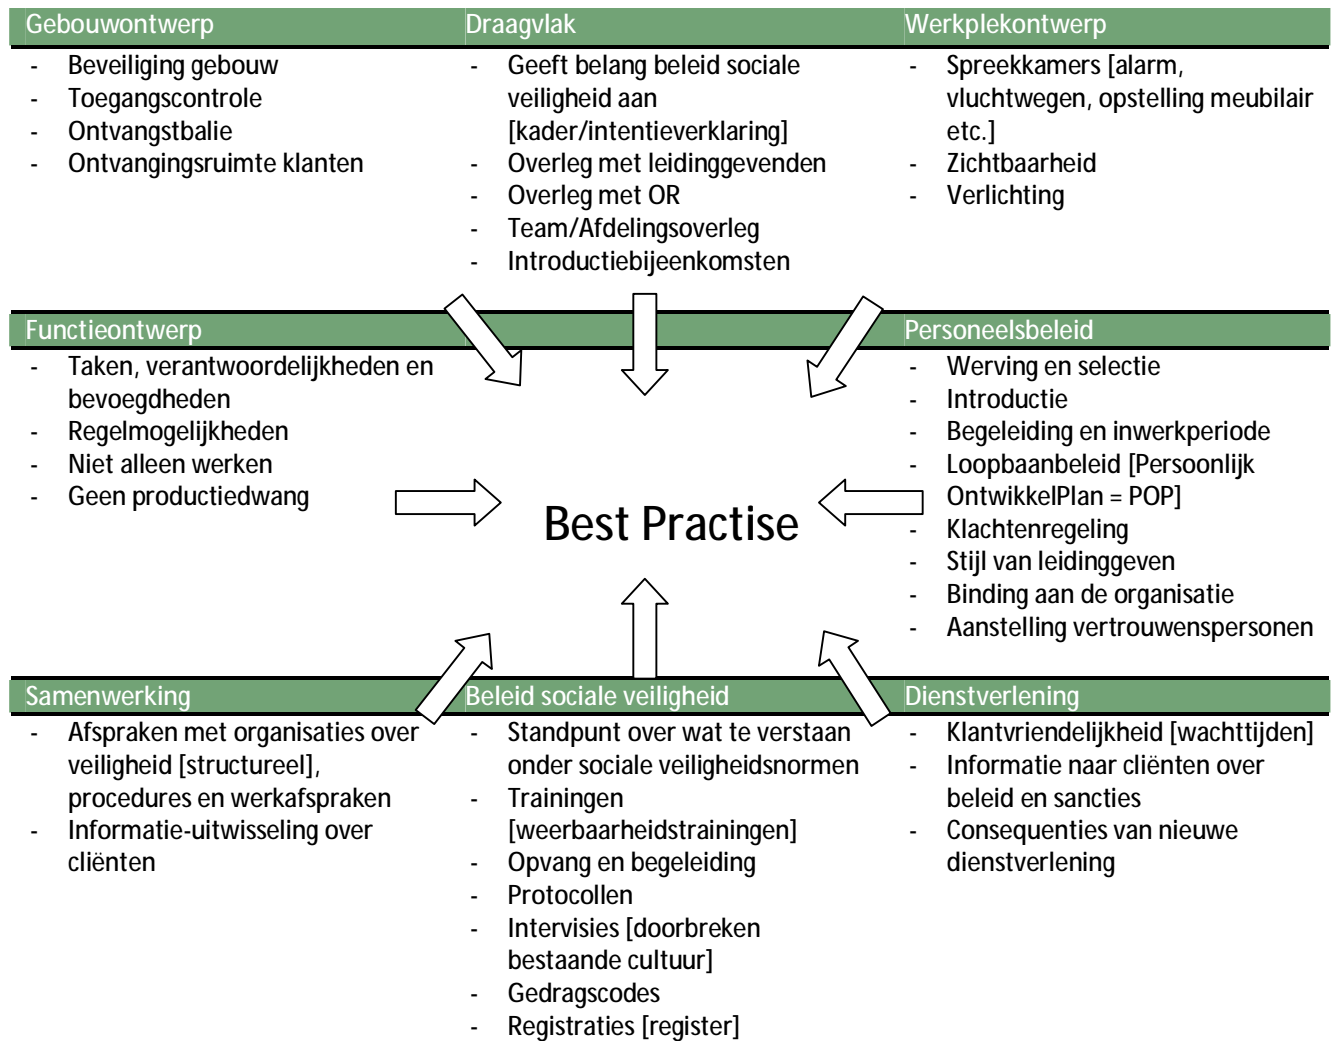 Gebouwontwerp
- Beveiliging gebouw
- Toegangscontrole
- Ontvangstbalie
- Ontvangingsruimte klanten
Draagvlak
- Geeft belang beleid sociale
veiligheid aan
[kader/intentieverklaring]
- Overleg met leidinggevenden
- Overleg met OR
- Team/Afdelingsoverleg
- Introductiebijeenkomsten
Werkplekontwerp
- Spreekkamers [alarm,
vluchtwegen, opstelling meubilair
etc.]
- Zichtbaarheid
- Verlichting
Functieontwerp
- Taken, verantwoordelijkheden en
bevoegdheden
- Regelmogelijkheden
- Niet alleen werken
- Geen productiedwang
Best Practise
Personeelsbeleid
- Werving en selectie
- Introductie
- Begeleiding en inwerkperiode
- Loopbaanbeleid [Persoonlijk
OntwikkelPlan = POP]
- Klachtenregeling
- Stijl van leidinggeven
- Binding aan de organisatie
- Aanstelling vertrouwenspersonen
Samenwerking
- Afspraken met organisaties over
veiligheid [structureel],
procedures en werkafspraken
- Informatie-uitwisseling over
cliënten
Beleid sociale veiligheid
- Standpunt over wat te verstaan
onder sociale veiligheidsnormen
- Trainingen
[weerbaarheidstrainingen]
- Opvang en begeleiding
- Protocollen
- Intervisies [doorbreken
bestaande cultuur]
- Gedragscodes
- Registraties [register]
Dienstverlening
- Klantvriendelijkheid [wachttijden]
- Informatie naar cliënten over
beleid en sancties
- Consequenties van nieuwe
dienstverlening